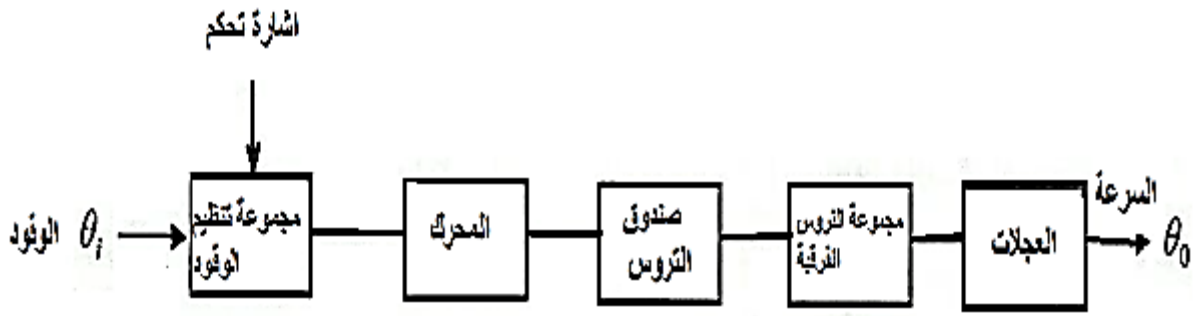 اشارة تحكم
الوقود θi
مجموعة تنظيم
الوقود
المحرك
صندوق
التروس
مجموعة التروس
الفرقية
العجلات
السرعة
θ0